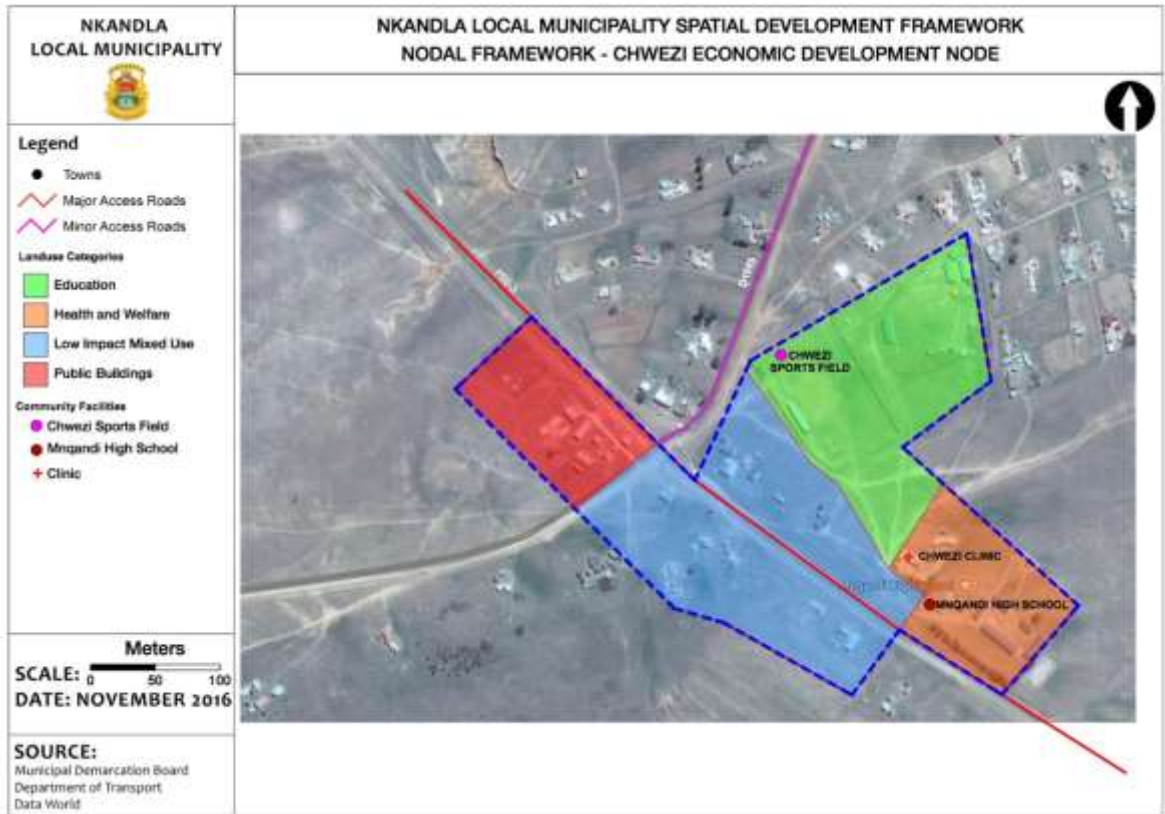 NKANDLA
LOCAL MUNICIPALITY
NKANDLA LOCAL MUNICIPALITY SPATIAL DEVELOPMENT FRAMEWORK
NODAL FRAMEWORK - CHWEZI ECONOMIC DEVELOPMENT NODE
Legend
Towns
Major Access Roads
Minor Access Roads
Landuse Categories
Education
Health and Welfare
Low Impact Mixed Use
Public Buildings
Community Facilities
Chwezi Sports Field
Mnqandi High School
Clinic
Meters
SCALE: 0 50 100
DATE: NOVEMBER 2016
SOURCE:
Municipal Demarcation Board
Department of Transport
Data World
CHWEZI
SPORTS FIELD
CHWEZI CLINIC
MNQANDI HIGH SCHOOL